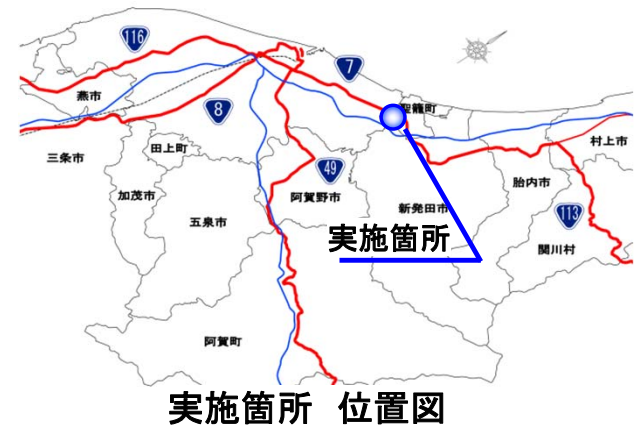 116
7
燕市
8
聖籠町
三条市
田上町
村上市
49
加茂市
阿賀野市
新発田市
胎内市
五泉市
113
実施箇所
関川村
阿賀町
実施箇所 位置図